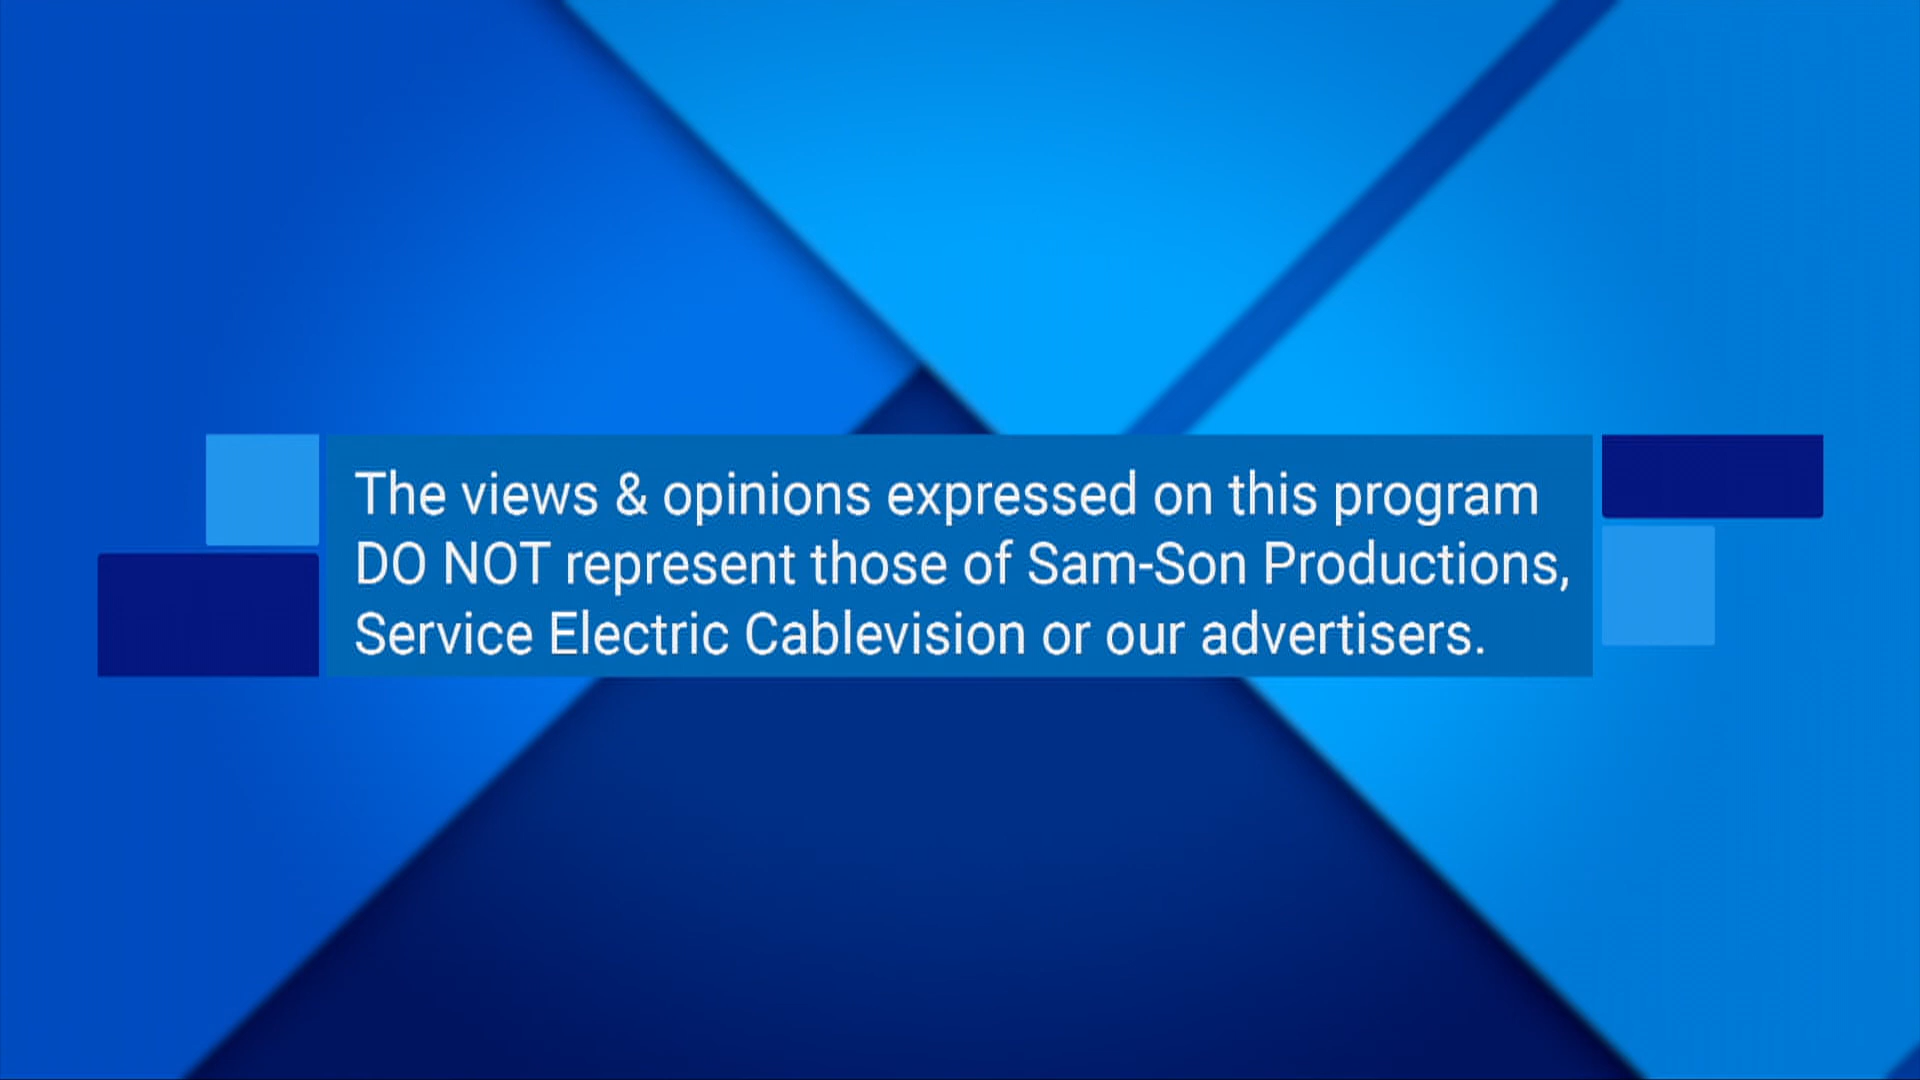 The views & opinions expressed on this program
DO NOT represent those of Sam-Son Productions,
Service Electric Cablevision or our advertisers.